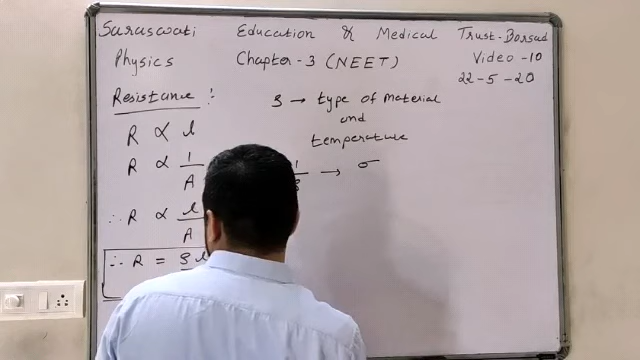 Saraswati Education & Medical Trust-Borsad
Physics Chapter-3 (NEET) Video-10
22-5-20
Resistance :
R ∝ l
R ∝ 1/A
∴ R ∝ l/A
∴ R = ρ l
ρ → type of material
and
temperature
1/ρ → σ